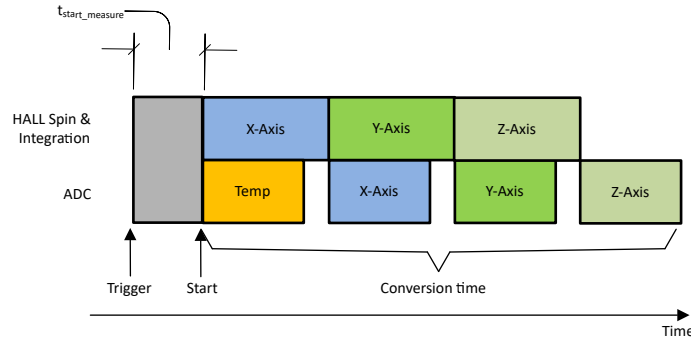 tstart_measure
HALL Spin &
Integration
X-Axis
Y-Axis
Z-Axis
ADC
Temp
X-Axis
Y-Axis
Z-Axis
Trigger
Start
Conversion time
Time